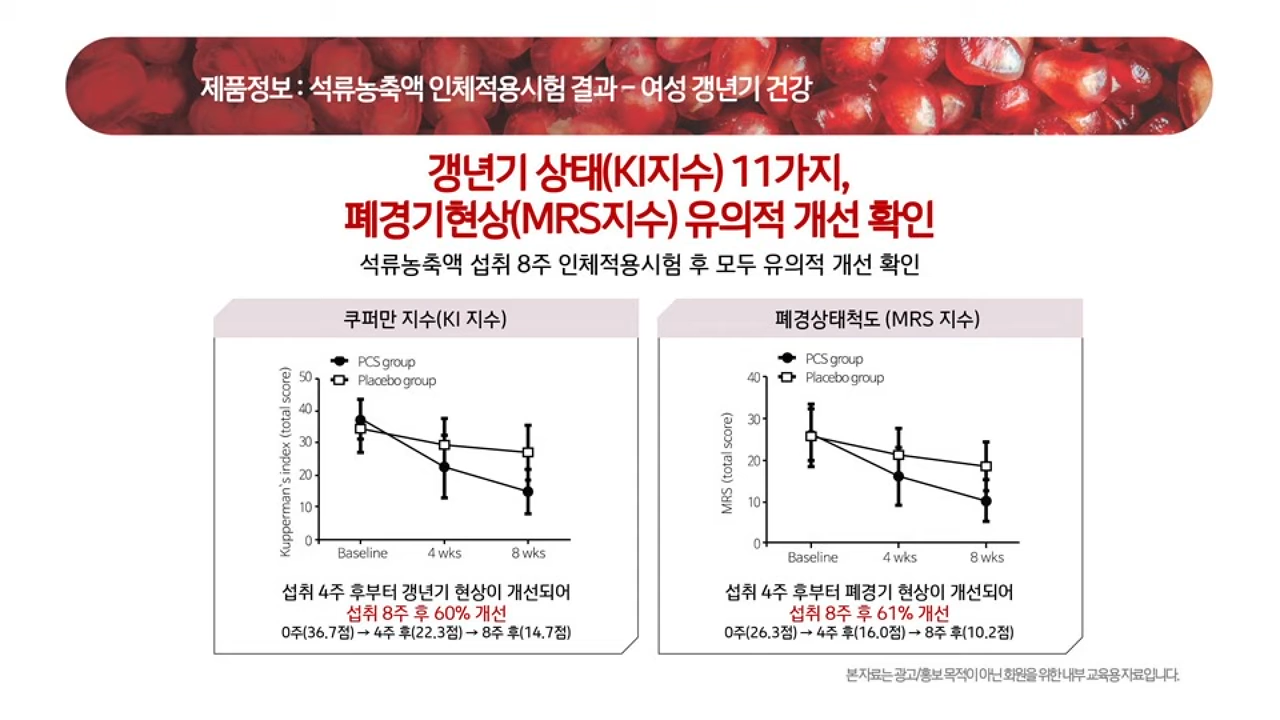 제품정보 : 석류농축액 인체적용시험 결과 – 여성 갱년기 건강
갱년기 상태(KI지수) 11가지,
폐경기현상(MRS지수) 유의적 개선 확인
석류농축액 섭취 8주 인체적용시험 후 모두 유의적 개선 확인
쿠퍼만 지수(KI 지수)
PCS group
Placebo group
Kupperman`s index (total score)
50
40
30
20
10
0
Baseline 4 wks 8 wks
섭취 4주 후부터 갱년기 현상이 개선되어
섭취 8주 후 60% 개선
0주(36.7점) → 4주 후(22.3점) → 8주 후(14.7점)
폐경상태척도 (MRS 지수)
PCS group
Placebo group
MRS (total score)
40
30
20
10
0
Baseline 4 wks 8 wks
섭취 4주 후부터 폐경기 현상이 개선되어
섭취 8주 후 61% 개선
0주(26.3점) → 4주 후(16.0점) → 8주 후(10.2점)
본 자료는 광고/홍보 목적이 아닌 회원을 위한 내부 교육용 자료입니다.